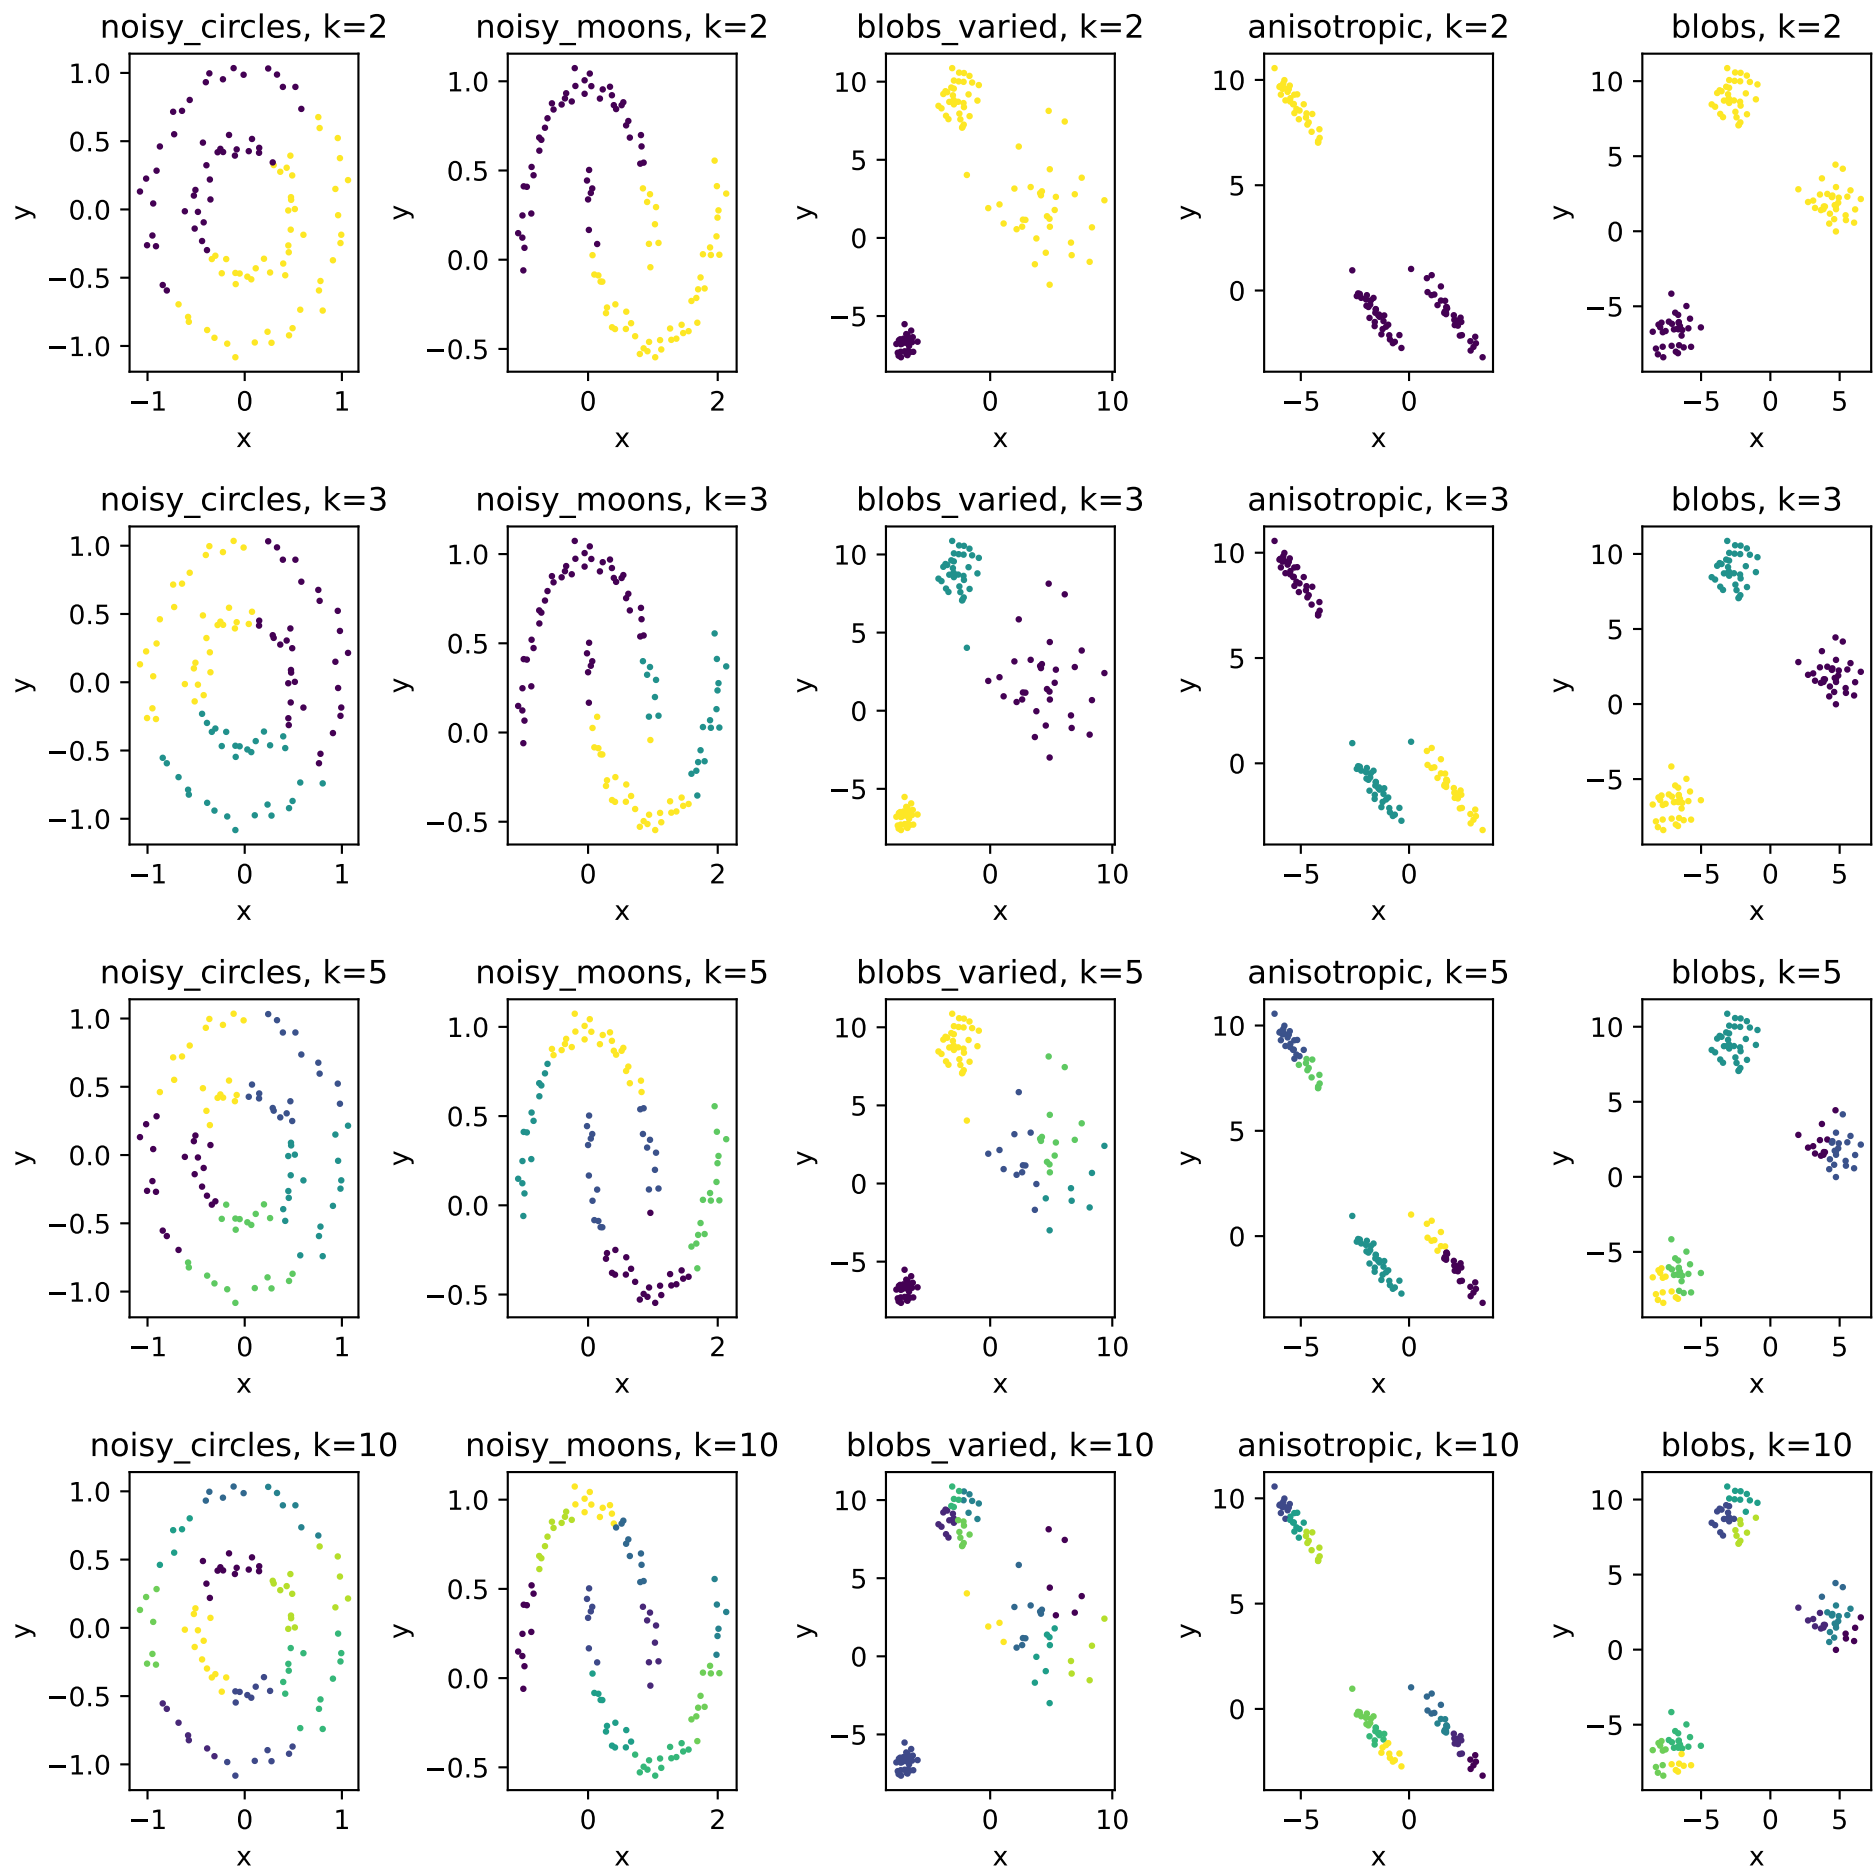 noisy_circles, k=2 noisy_moons, k=2 blobs_varied, k=2 anisotropic, k=2 blobs, k=2
1.0 0.5 0.0 −0.5 −1.0 y −1 0 1 x
1.0 0.5 0.0 −0.5 y 0 2 x
10 5 0 −5 y 0 10 x
10 5 0 y −5 0 x
10 5 0 −5 y −5 0 5 x
noisy_circles, k=3 noisy_moons, k=3 blobs_varied, k=3 anisotropic, k=3 blobs, k=3
1.0 0.5 0.0 −0.5 −1.0 y −1 0 1 x
1.0 0.5 0.0 −0.5 y 0 2 x
10 5 0 −5 y 0 10 x
10 5 0 y −5 0 x
10 5 0 −5 y −5 0 5 x
noisy_circles, k=5 noisy_moons, k=5 blobs_varied, k=5 anisotropic, k=5 blobs, k=5
1.0 0.5 0.0 −0.5 −1.0 y −1 0 1 x
1.0 0.5 0.0 −0.5 y 0 2 x
10 5 0 −5 y 0 10 x
10 5 0 y −5 0 x
10 5 0 −5 y −5 0 5 x
noisy_circles, k=10 noisy_moons, k=10 blobs_varied, k=10 anisotropic, k=10 blobs, k=10
1.0 0.5 0.0 −0.5 −1.0 y −1 0 1 x
1.0 0.5 0.0 −0.5 y 0 2 x
10 5 0 −5 y 0 10 x
10 5 0 y −5 0 x
10 5 0 −5 y −5 0 5 x